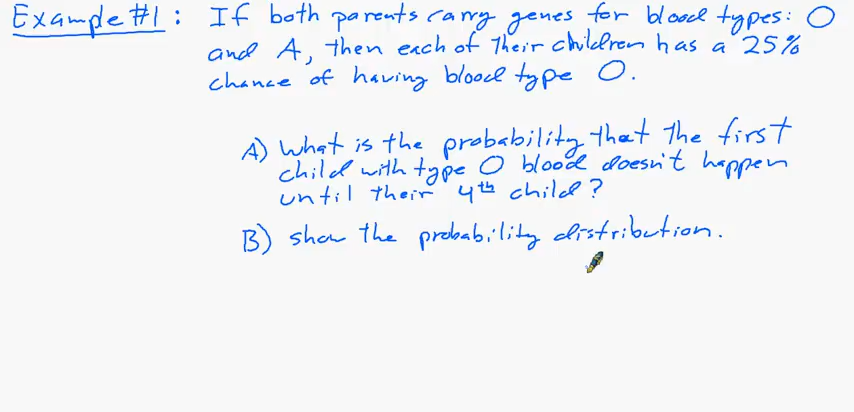 Example #1: If both parents carry genes for blood types: O
and A, then each of their children has a 25%
chance of having blood type O.
A) What is the probability that the first
child with type O blood doesn't happen
until their 4th child?
B) show the probability distribution.